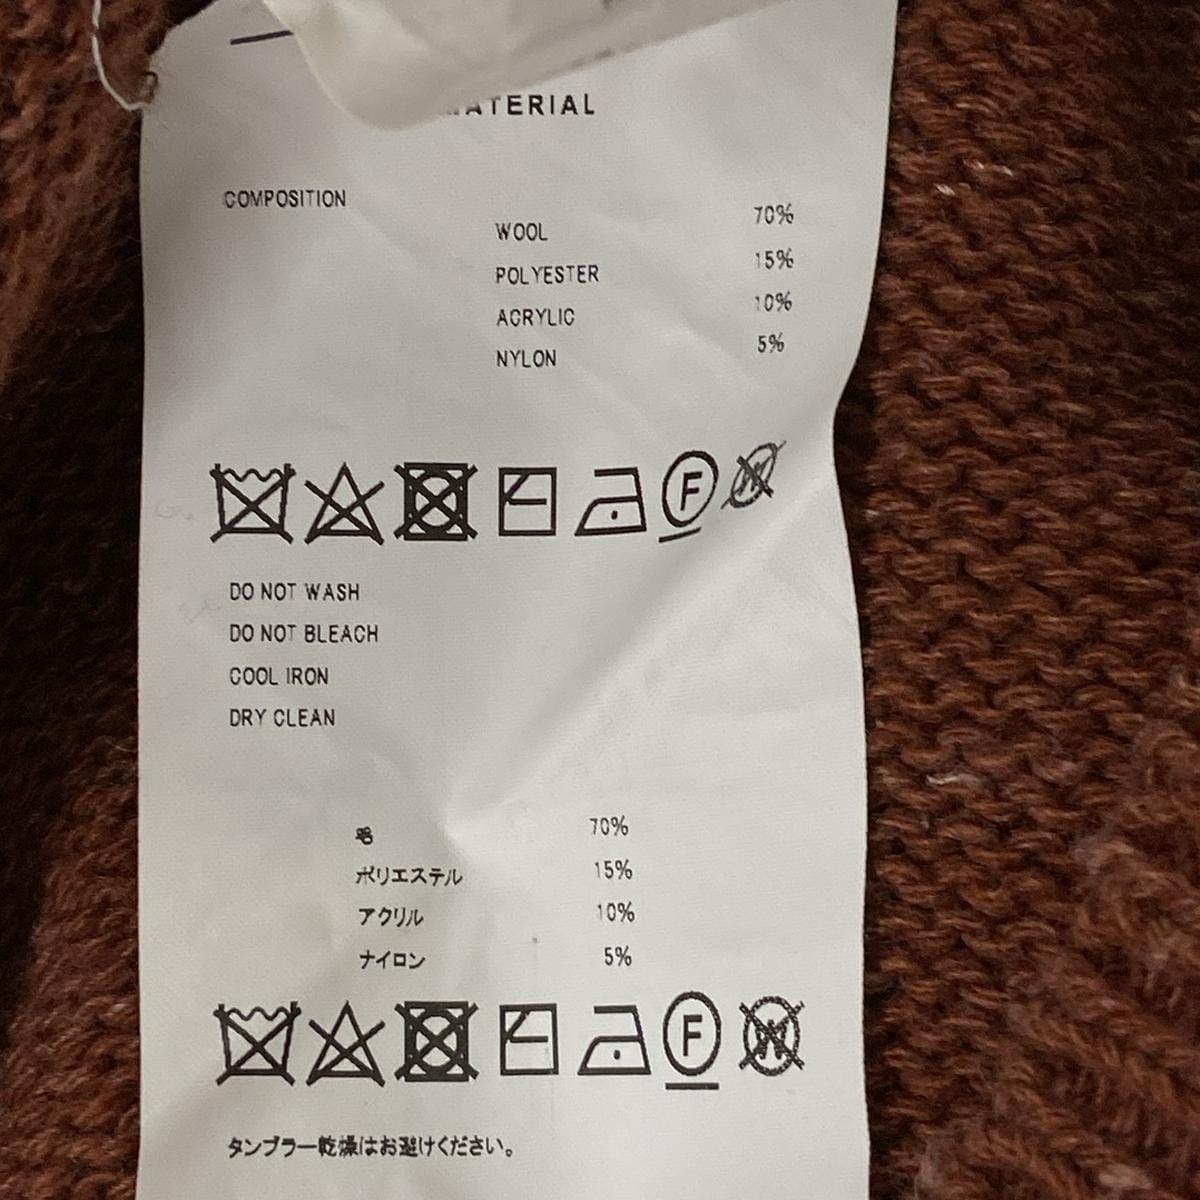 COMPOSITION
WOOL 70%
POLYESTER 15%
ACRYLIC 10%
NYLON 5%
F W
DO NOT WASH
DO NOT BLEACH
COOL IRON
DRY CLEAN
毛 70%
ポリエステル 15%
アクリル 10%
ナイロン 5%
F W
タンブラー乾燥はお避けください。